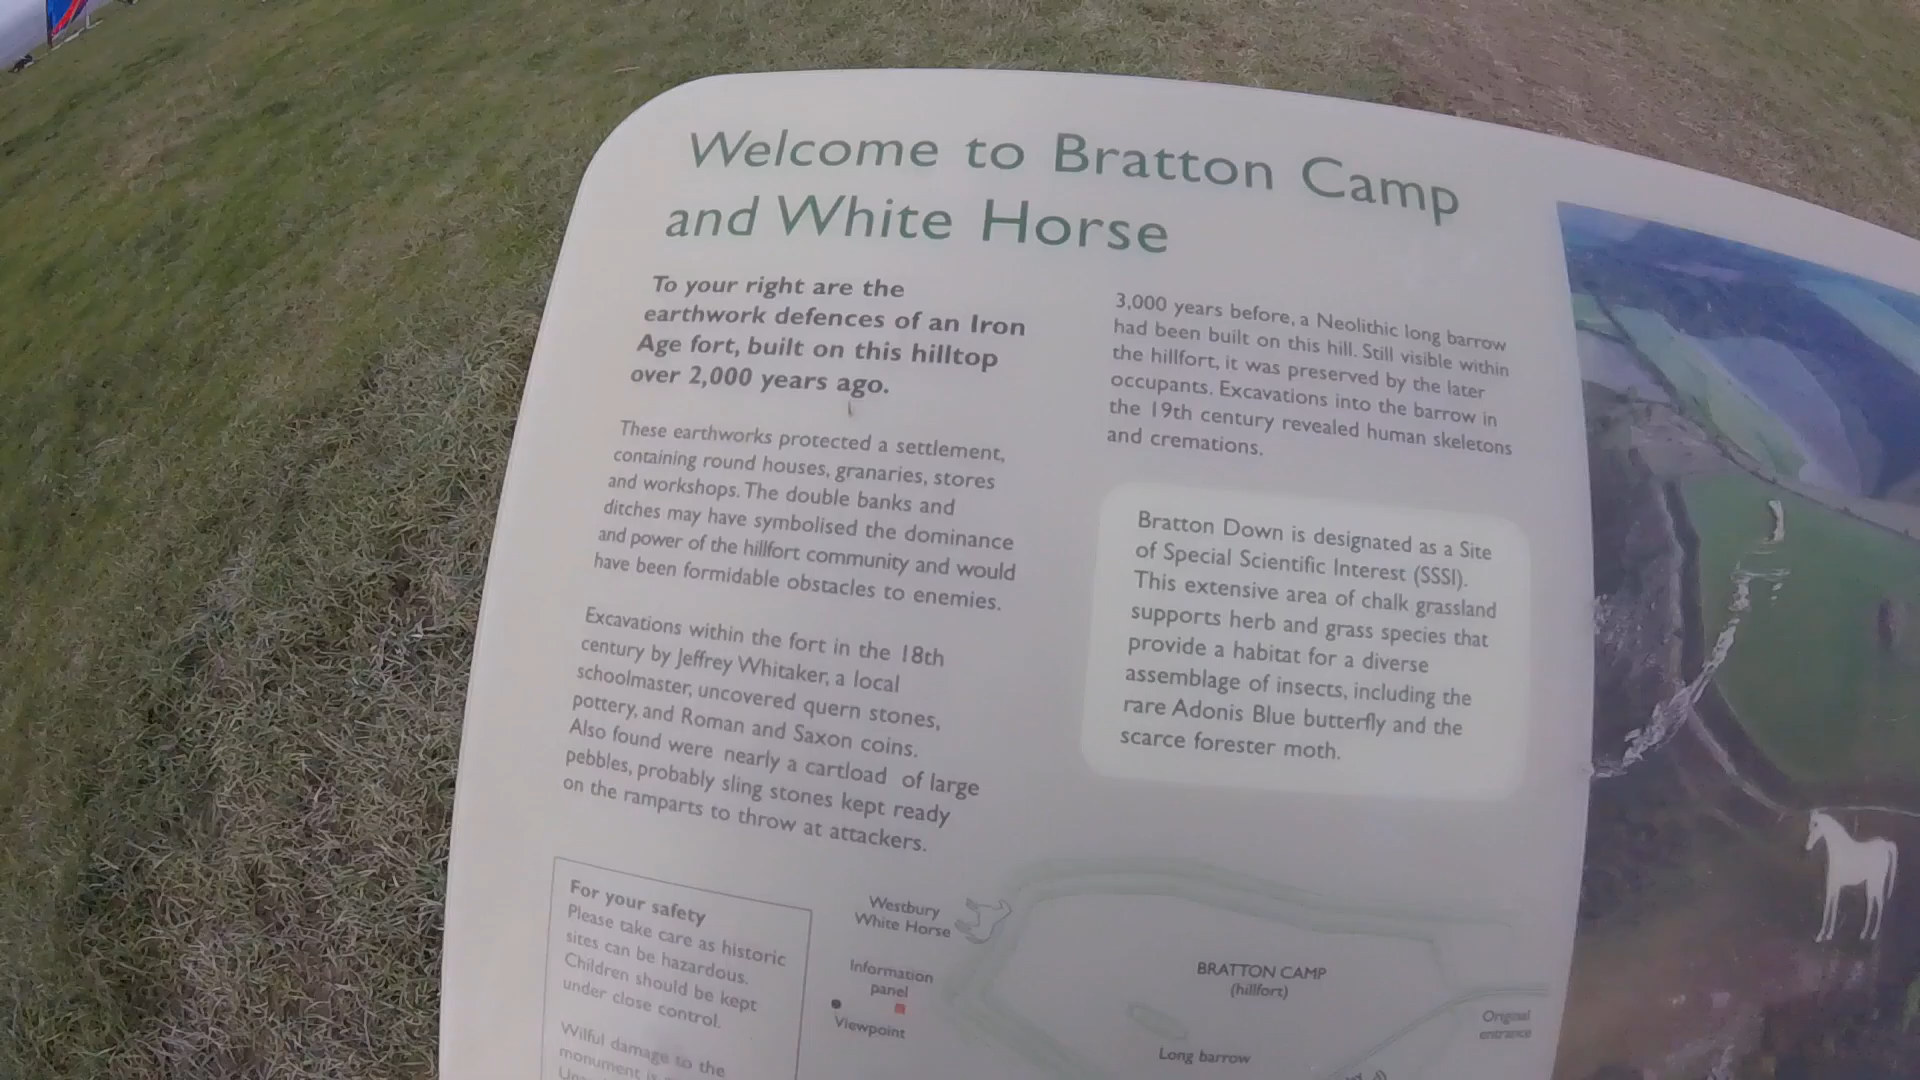 Welcome to Bratton Camp
and White Horse
To your right are the
earthwork defences of an Iron
Age fort, built on this hilltop
over 2,000 years ago.
These earthworks protected a settlement,
containing round houses, granaries, stores
and workshops. The double banks and
ditches may have symbolised the dominance
and power of the hillfort community and would
have been formidable obstacles to enemies.
Excavations within the fort in the 18th
century by Jeffrey Whitaker, a local
schoolmaster, uncovered quern stones,
pottery, and Roman and Saxon coins.
Also found were nearly a cartload of large
pebbles, probably sling stones kept ready
on the ramparts to throw at attackers.
3,000 years before, a Neolithic long barrow
had been built on this hill. Still visible within
the hillfort, it was preserved by the later
occupants. Excavations into the barrow in
the 19th century revealed human skeletons
and cremations.
Bratton Down is designated as a Site
of Special Scientific Interest (SSSI).
This extensive area of chalk grassland
supports herb and grass species that
provide a habitat for a diverse
assemblage of insects, including the
rare Adonis Blue butterfly and the
scarce forester moth.
For your safety
Please take care as historic
sites can be hazardous.
Children should be kept
under close control.
Wilful damage to the
monument is
Westbury
White Horse
Information
panel
Viewpoint
BRATTON CAMP
(hillfort)
Long barrow
Original
entrance